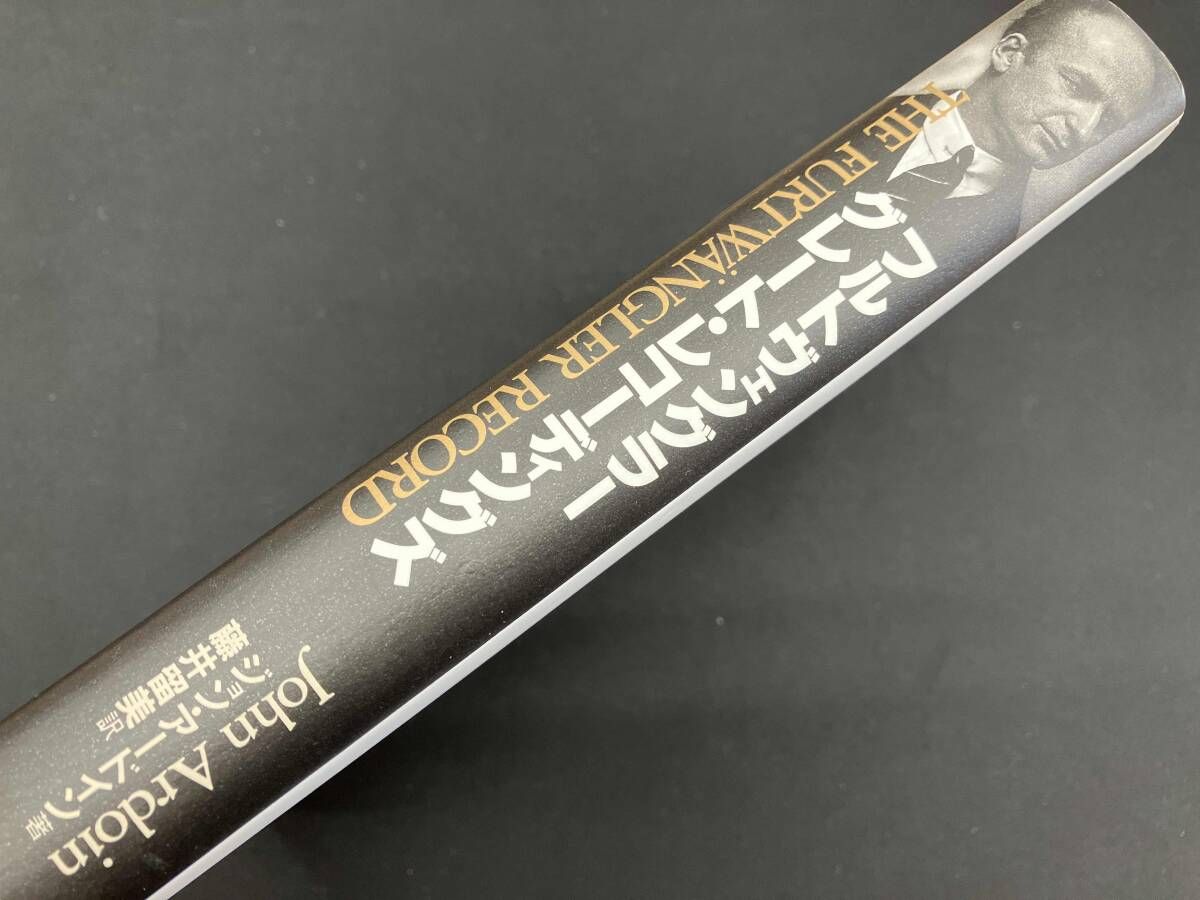 THE FURTWÄNGLER RECORD
フルトヴェングラー
グレート・レコーディングズ
John Ardoin
ジョン・アードイン 著
藤井留美 訳